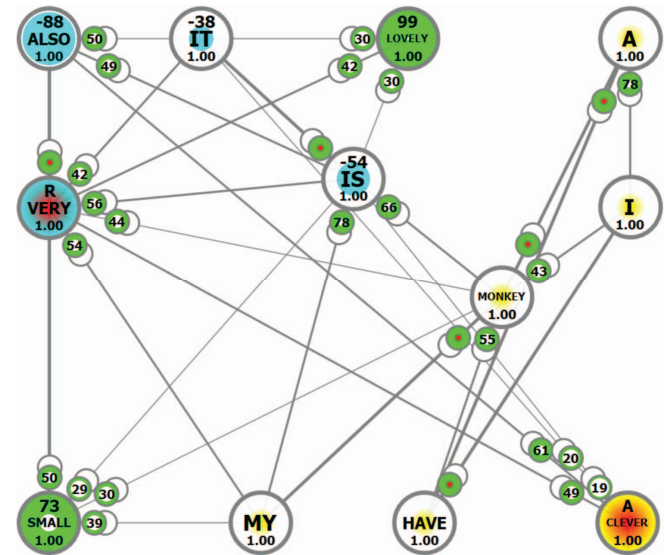 -88
ALSO
1.00
50
49
-38
IT
1.00
30
42
99
LOVELY
1.00
30
A
1.00
78
R
VERY
1.00
42
56
44
54
-54
IS
1.00
66
78
I
1.00
43
MONKEY
1.00
55
50
29
30
39
73
SMALL
1.00
MY
1.00
HAVE
1.00
61
20
49
19
A
CLEVER
1.00